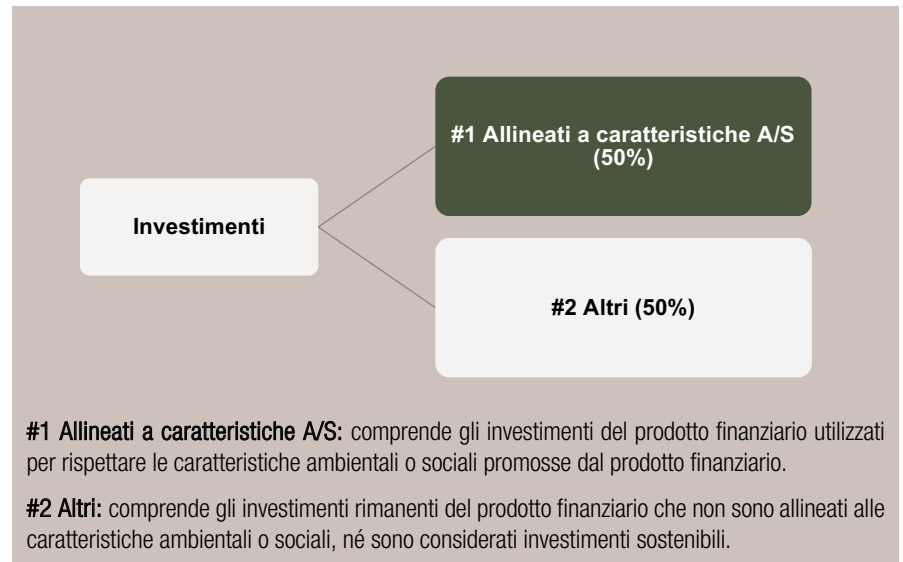 #1 Allineati a caratteristiche A/S
(50%)
Investimenti
#2 Altri (50%)
#1 Allineati a caratteristiche A/S: comprende gli investimenti del prodotto finanziario utilizzati
per rispettare le caratteristiche ambientali o sociali promosse dal prodotto finanziario.
#2 Altri: comprende gli investimenti rimanenti del prodotto finanziario che non sono allineati alle
caratteristiche ambientali o sociali, né sono considerati investimenti sostenibili.